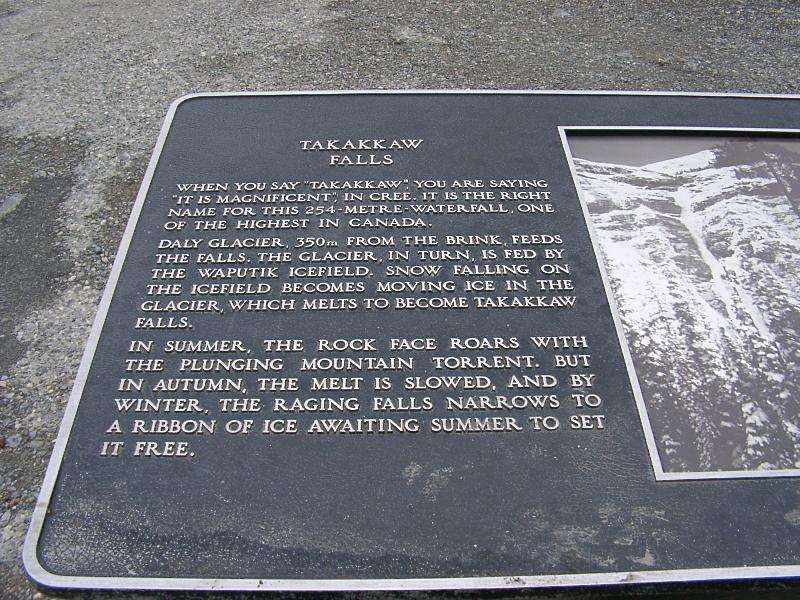 TAKAKKAW
FALLS
WHEN YOU SAY "TAKAKKAW", YOU ARE SAYING
"IT IS MAGNIFICENT", IN CREE. IT IS THE RIGHT
NAME FOR THIS 254-METRE-WATERFALL, ONE
OF THE HIGHEST IN CANADA.
DALY GLACIER, 350m FROM THE BRINK, FEEDS
THE FALLS. THE GLACIER, IN TURN, IS FED BY
THE WAPUTIK ICEFIELD. SNOW FALLING ON
THE ICEFIELD BECOMES MOVING ICE IN THE
GLACIER, WHICH MELTS TO BECOME TAKAKKAW
FALLS.
IN SUMMER, THE ROCK FACE ROARS WITH
THE PLUNGING MOUNTAIN TORRENT. BUT
IN AUTUMN, THE MELT IS SLOWED, AND BY
WINTER, THE RAGING FALLS NARROWS TO
A RIBBON OF ICE AWAITING SUMMER TO SET
IT FREE.